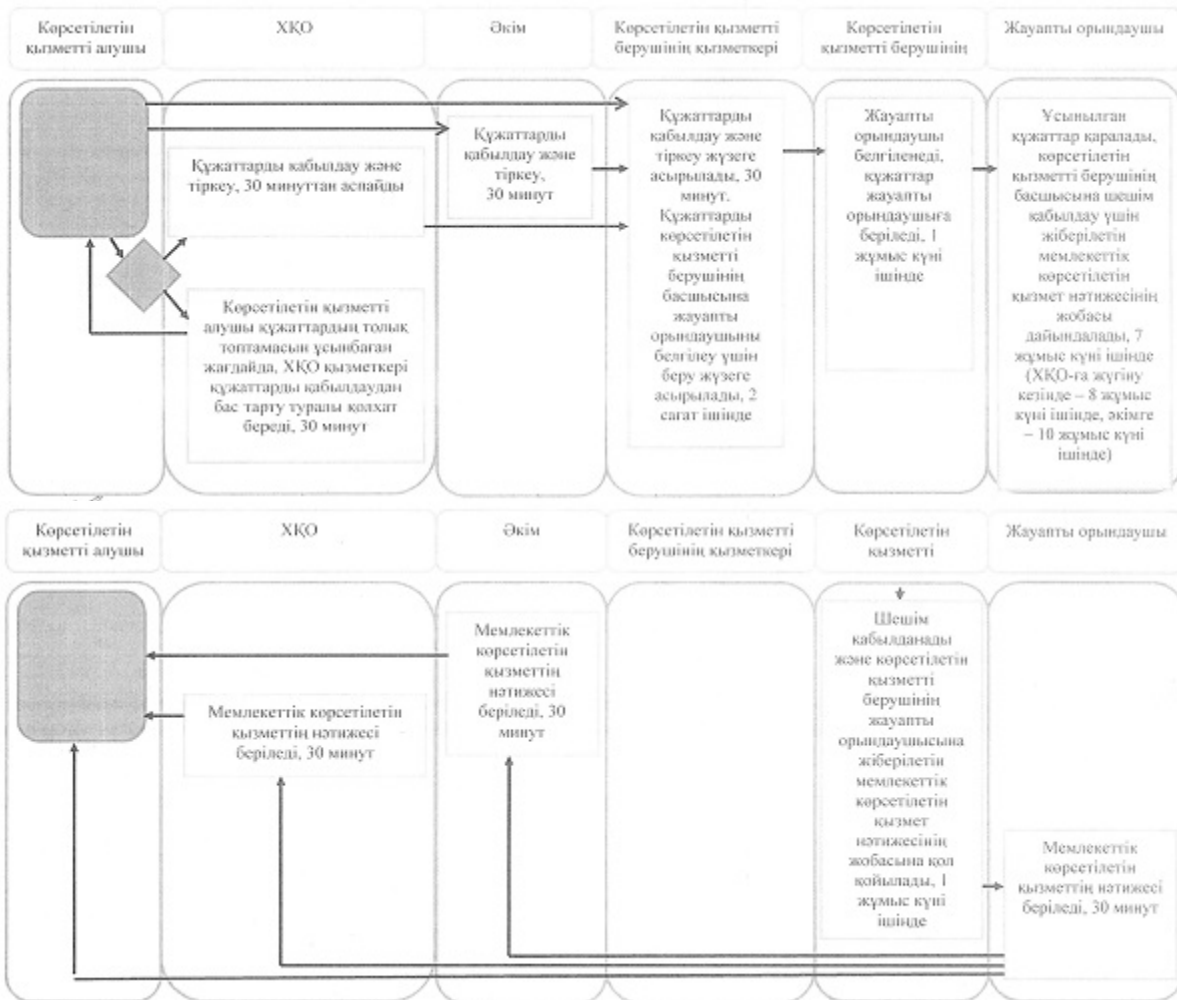 Көрсетілетін
қызметті алушы
ХҚО
Әкім
Көрсетілетін қызметті
берушінің қызметкері
Көрсетілетін
қызметті берушінің
Жауапты орындаушы
Құжаттарды қабылдау және
тіркеу, 30 минуттан аспайды
Көрсетілетін қызметті
алушы құжаттардың толық
топтамасын ұсынбаған
жағдайда, ХҚО қызметкері
құжаттарды қабылдаудан
бас тарту туралы қолхат
береді, 30 минут
Құжаттарды
қабылдау және
тіркеу,
30 минут
Құжаттарды
қабылдау және
тіркеу жүзеге
асырылады, 30
минут.
Құжаттарды
көрсетілетін
қызметті
берушінің
басшысына
жауапты
орындаушыны
белгілеу үшін
беру жүзеге
асырылады, 2
сағат ішінде
Жауапты
орындаушы
белгіленеді,
құжаттар
жауапты
орындаушыға
беріледі, 1
жұмыс күні
ішінде
Ұсынылған
құжаттар қаралады,
көрсетілетін
қызметті берушінің
басшысына шешім
қабылдау үшін
жіберілетін
мемлекеттік
көрсетілетін
қызмет нәтижесінің
жобасы
дайындалады, 7
жұмыс күні ішінде
(ХҚО-ға жүгіну
кезінде – 8 жұмыс
күні ішінде, әкімге
– 10 жұмыс күні
ішінде)
Көрсетілетін
қызметті алушы
ХҚО
Әкім
Көрсетілетін қызметті
берушінің қызметкері
Көрсетілетін
қызметті
Жауапты орындаушы
Мемлекеттік көрсетілетін
қызметтің нәтижесі
беріледі, 30 минут
Мемлекеттік
көрсетілетін
қызметтің
нәтижесі
беріледі, 30
минут
Шешім
қабылданады
және көрсетілетін
қызметті
берушінің
жауапты
орындаушысына
жіберілетін
мемлекеттік
көрсетілетін
қызмет
нәтижесінің
жобасына қол
қойылады, 1
жұмыс күні
ішінде
Мемлекеттік
көрсетілетін
қызметтің нәтижесі
беріледі, 30 минут